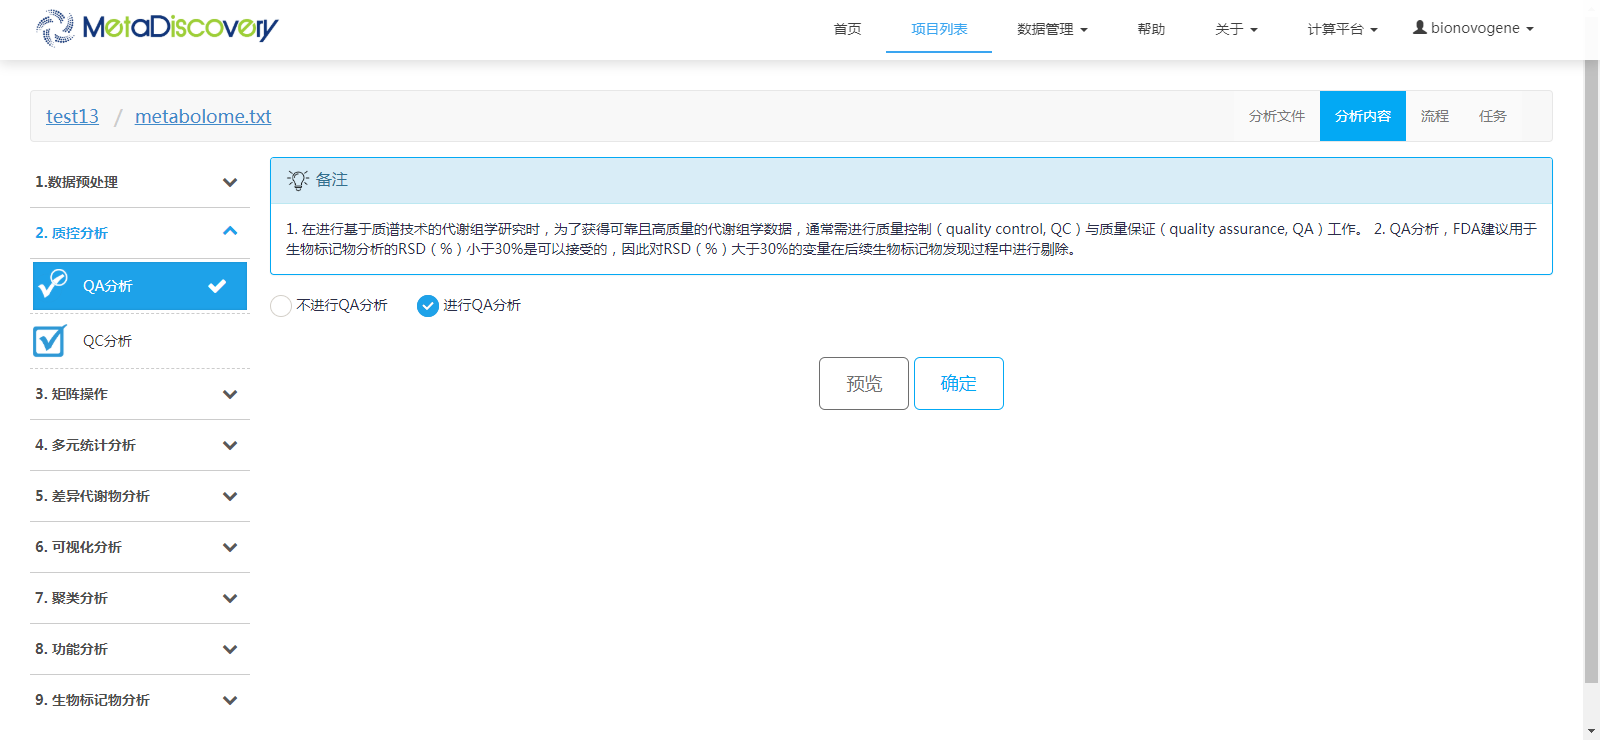 MetaDiscovery
首页
项目列表
数据管理
帮助
关于
计算平台
bionovogene
test13 / metabolome.txt
分析文件
分析内容
流程
任务
1.数据预处理
2. 质控分析
QA分析
QC分析
3. 矩阵操作
4. 多元统计分析
5. 差异代谢物分析
6. 可视化分析
7. 聚类分析
8. 功能分析
9. 生物标记物分析
备注
1. 在进行基于质谱技术的代谢组学研究时，为了获得可靠且高质量的代谢组学数据，通常需进行质量控制（quality control, QC）与质量保证（quality assurance, QA）工作。 2. QA分析，FDA建议用于
生物标记物分析的RSD（%）小于30%是可以接受的，因此对RSD（%）大于30%的变量在后续生物标记物发现过程中进行剔除。
不进行QA分析
进行QA分析
预览
确定